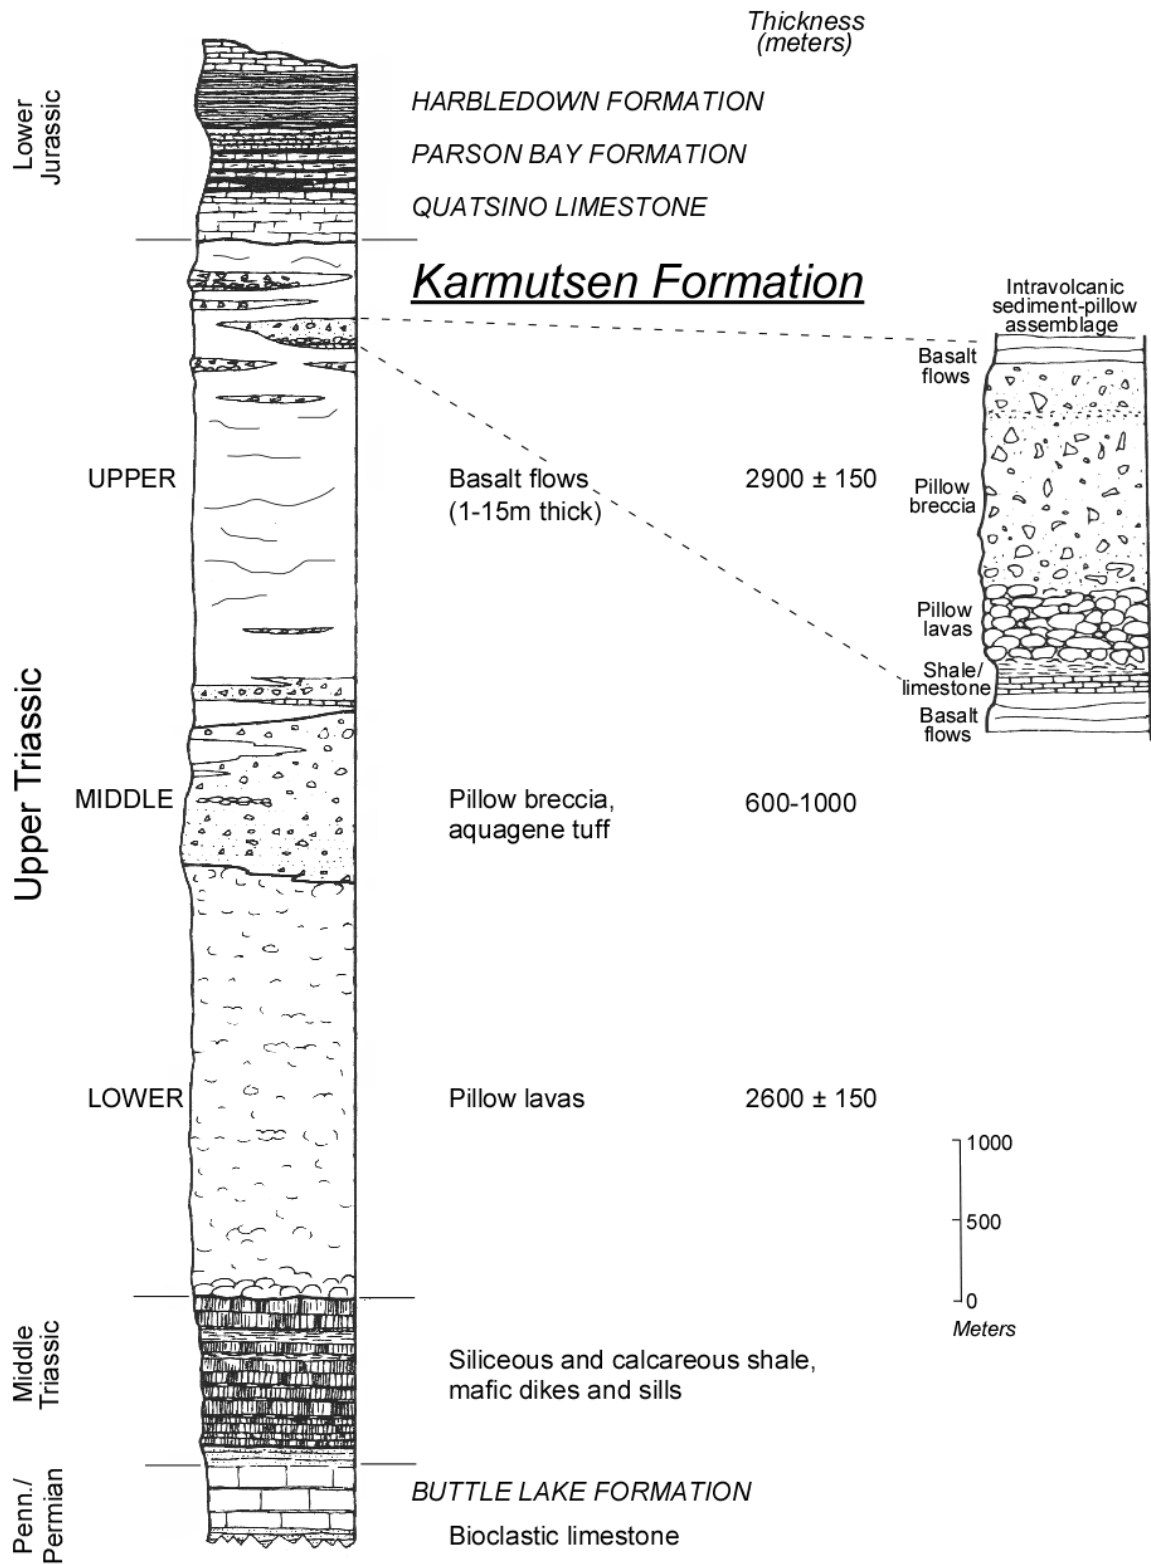 Thickness
(meters)
Lower
Jurassic
HARBLEDOWN FORMATION
PARSON BAY FORMATION
QUATSINO LIMESTONE
Karmutsen Formation
Intravolcanic
sediment-pillow
assemblage
Basalt
flows
Pillow
breccia
Pillow
lavas
Shale/
limestone
Basalt
flows
Upper Triassic
UPPER
Basalt flows
(1-15m thick)
2900 ± 150
MIDDLE
Pillow breccia,
aquagene tuff
600-1000
LOWER
Pillow lavas
2600 ± 150
1000
500
0
Meters
Middle
Triassic
Siliceous and calcareous shale,
mafic dikes and sills
Penn./
Permian
BUTTLE LAKE FORMATION
Bioclastic limestone